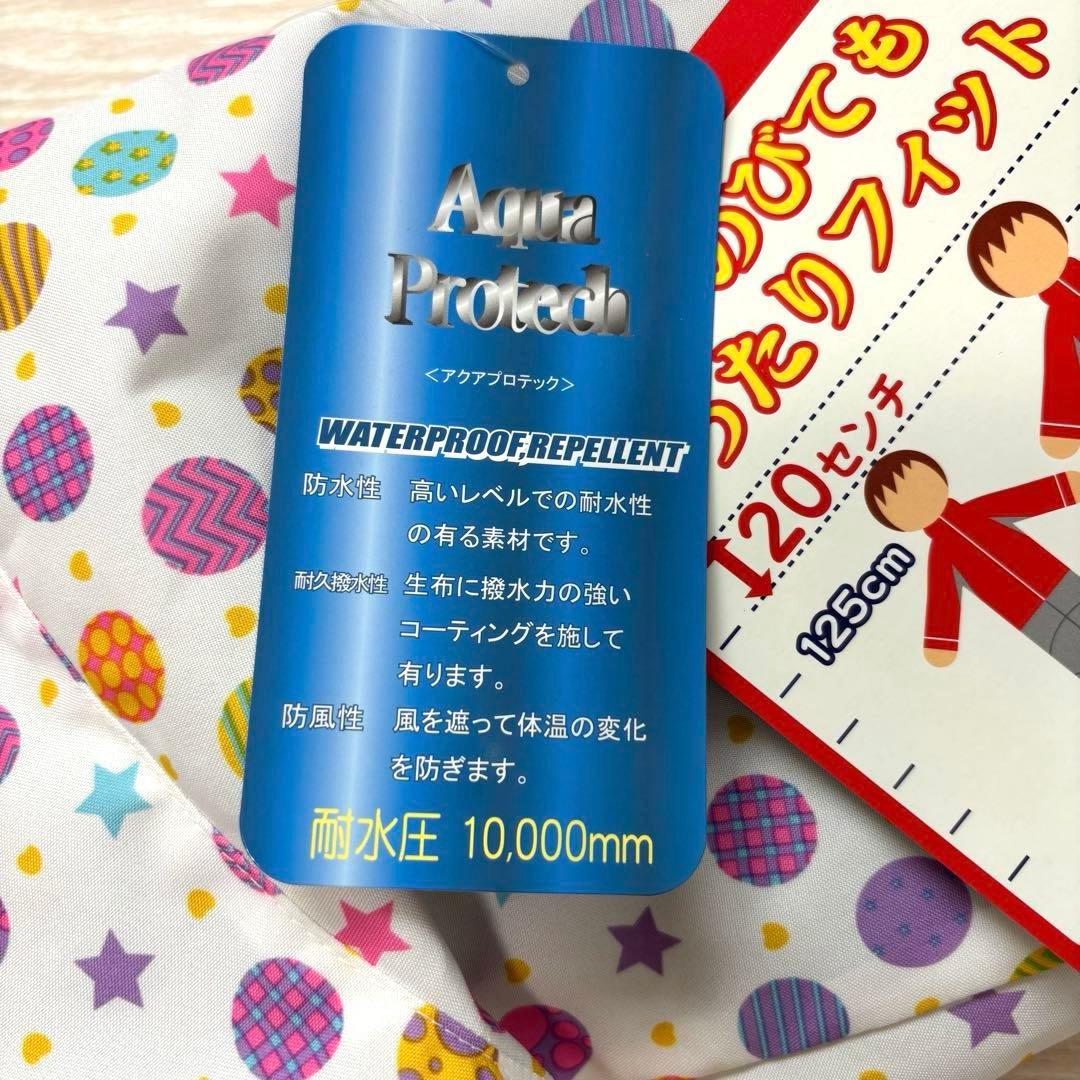 Aqua
Protech
<アクアプロテック>
WATERPROOF,REPELLENT
防水性 高いレベルでの耐水性
の有る素材です。
耐久撥水性 生布に撥水力の強い
コーティングを施して
有ります。
防風性 風を遮って体温の変化
を防ぎます。
耐水圧 10,000mm
のびても
ったりフィット
20センチ
125cm